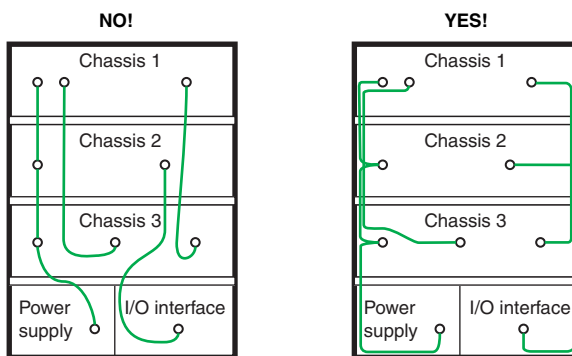 NO!
Chassis 1
Chassis 2
Chassis 3
Power
supply
I/O interface
YES!
Chassis 1
Chassis 2
Chassis 3
Power
supply
I/O interface